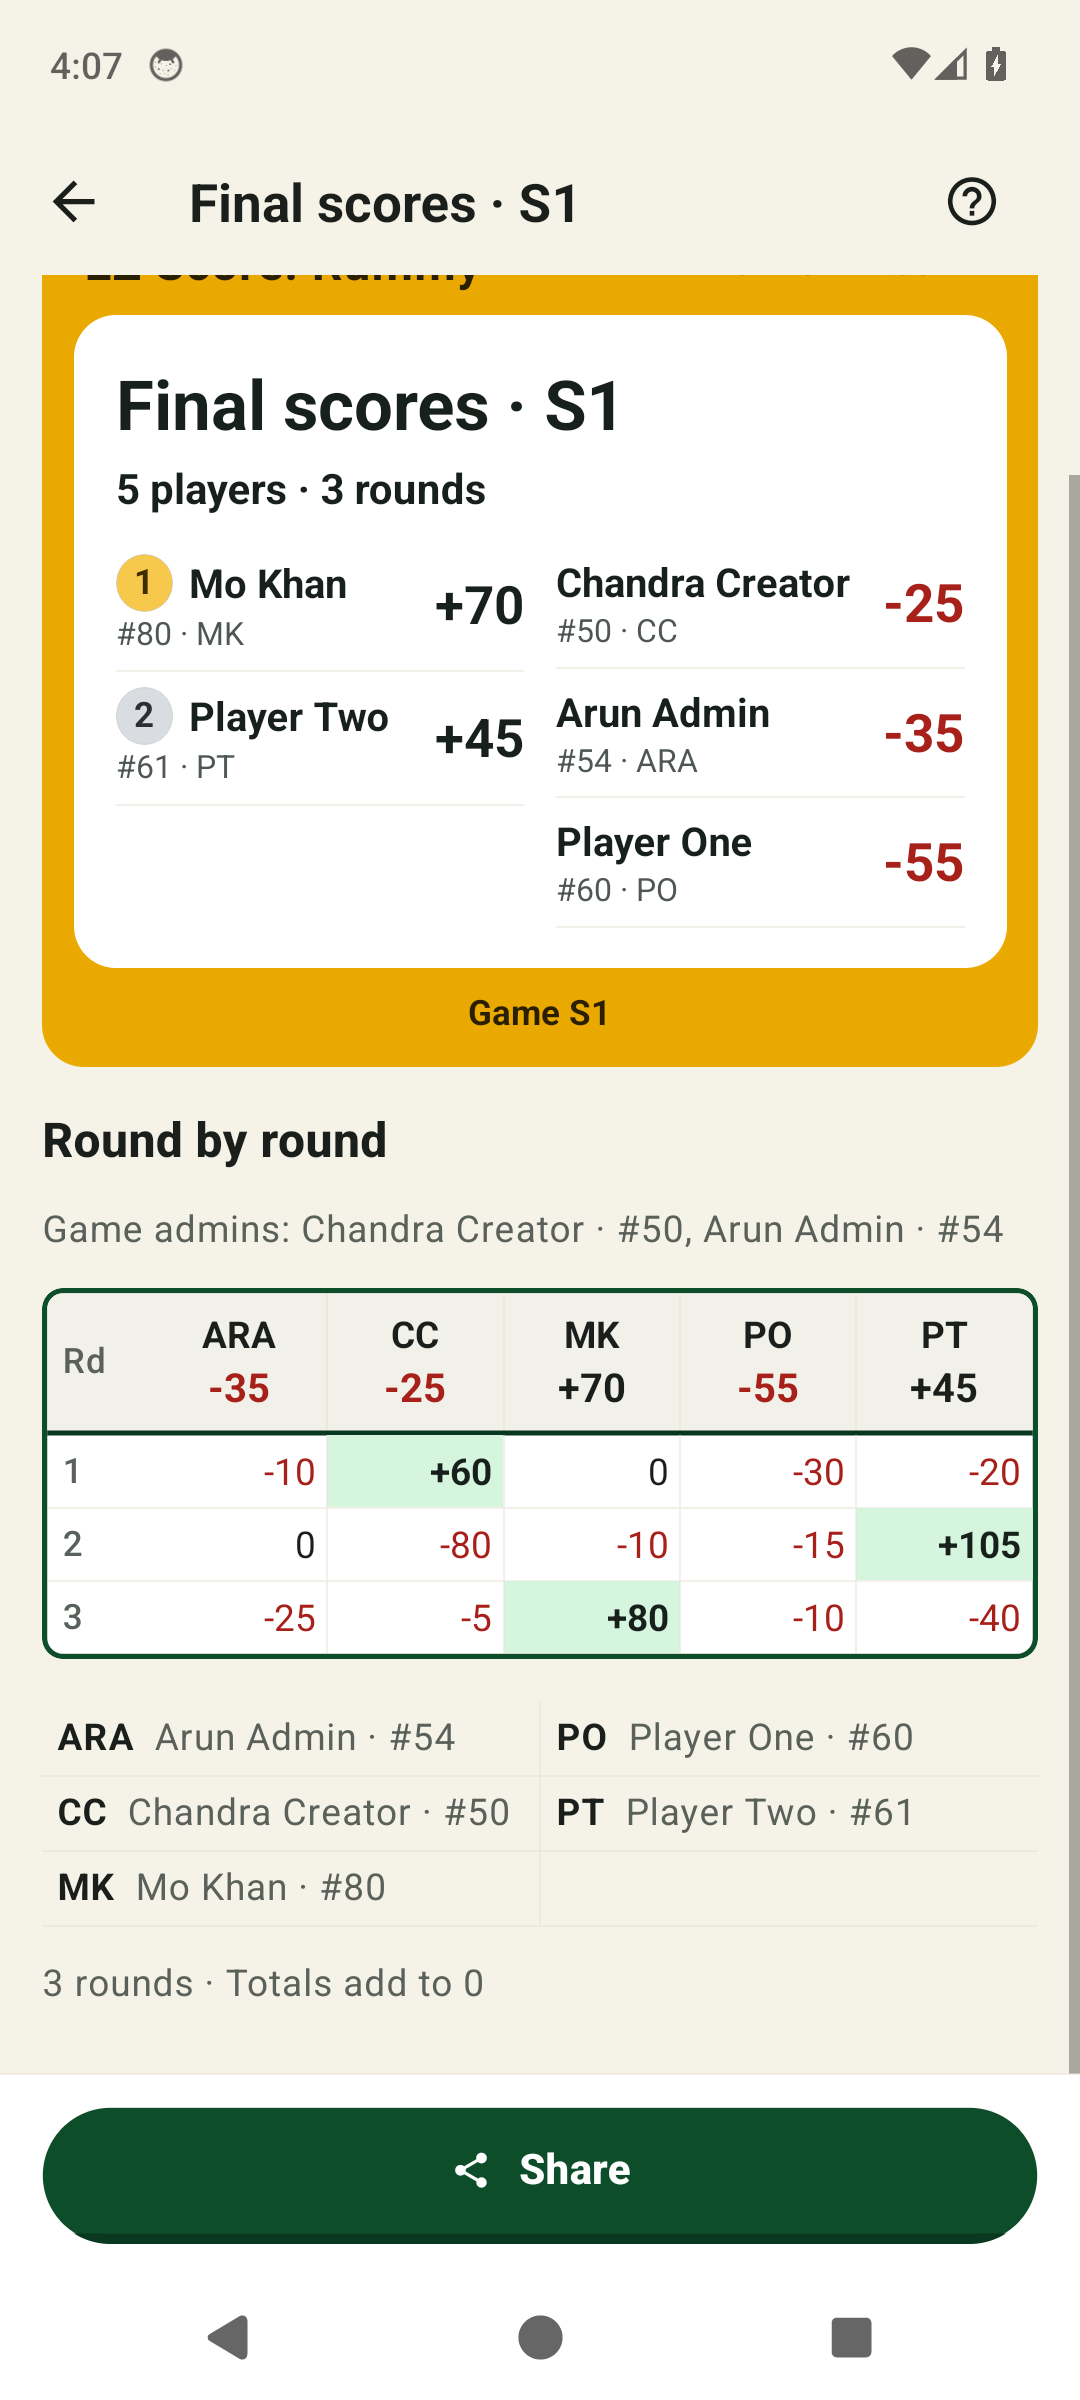 4:07
Final scores · S1
Final scores · S1
5 players · 3 rounds
1 Mo Khan +70
#80 · MK
2 Player Two +45
#61 · PT
Chandra Creator -25
#50 · CC
Arun Admin -35
#54 · ARA
Player One -55
#60 · PO
Game S1
Round by round
Game admins: Chandra Creator · #50, Arun Admin · #54
Rd ARA CC MK PO PT
-35 -25 +70 -55 +45
1 -10 +60 0 -30 -20
2 0 -80 -10 -15 +105
3 -25 -5 +80 -10 -40
ARA Arun Admin · #54 PO Player One · #60
CC Chandra Creator · #50 PT Player Two · #61
MK Mo Khan · #80
3 rounds · Totals add to 0
Share